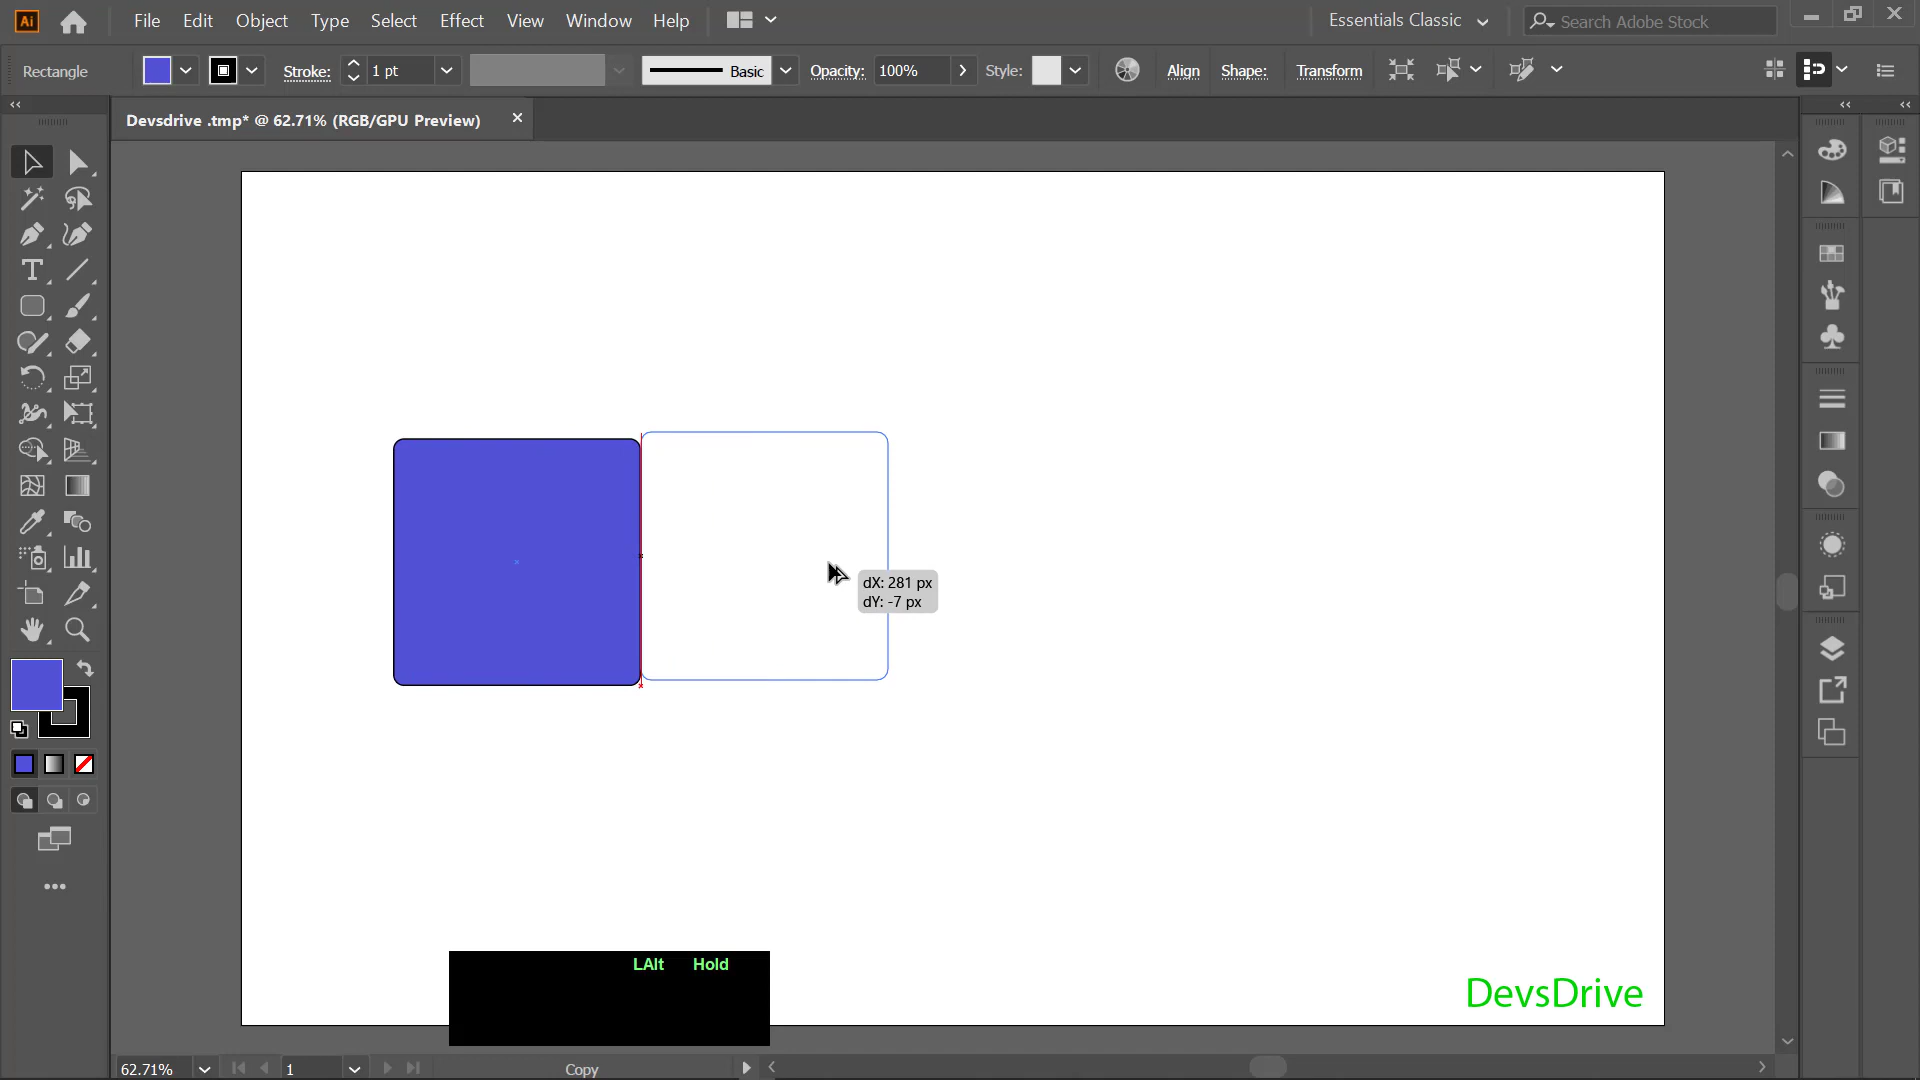 Ai File Edit Object Type Select Effect View Window Help Essentials Classic Search Adobe Stock
Rectangle Stroke: 1 pt Basic Opacity: 100% Style: Align Shape: Transform
Devsdrive .tmp* @ 62.71% (RGB/GPU Preview)
dX: 281 px
dY: -7 px
LAlt Hold
DevsDrive
62.71% 1 Copy